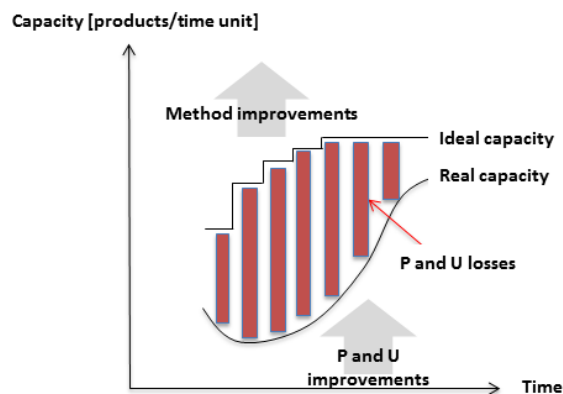 Capacity [products/time unit]
Method improvements
Ideal capacity
Real capacity
P and U losses
P and U
improvements
Time